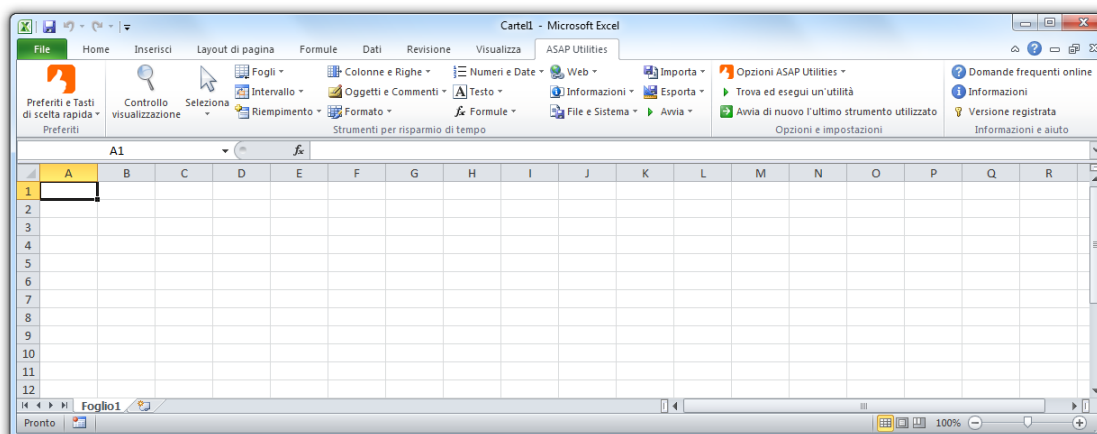 Cartel1 - Microsoft Excel
File Home Inserisci Layout di pagina Formule Dati Revisione Visualizza ASAP Utilities
Preferiti e Tasti di scelta rapida
Preferiti
Controllo visualizzazione
Seleziona
Fogli
Colonne e Righe
Numeri e Date
Web
Importa
Intervallo
Oggetti e Commenti
Testo
Informazioni
Esporta
Riempimento
Formato
Formule
File e Sistema
Avvia
Strumenti per risparmio di tempo
Opzioni ASAP Utilities
Trova ed esegui un'utilità
Avvia di nuovo l'ultimo strumento utilizzato
Opzioni e impostazioni
Domande frequenti online
Informazioni
Versione registrata
Informazioni e aiuto
A1 fx
A B C D E F G H I J K L M N O P Q R
1
2
3
4
5
6
7
8
9
10
11
12
Foglio1
Pronto 100%